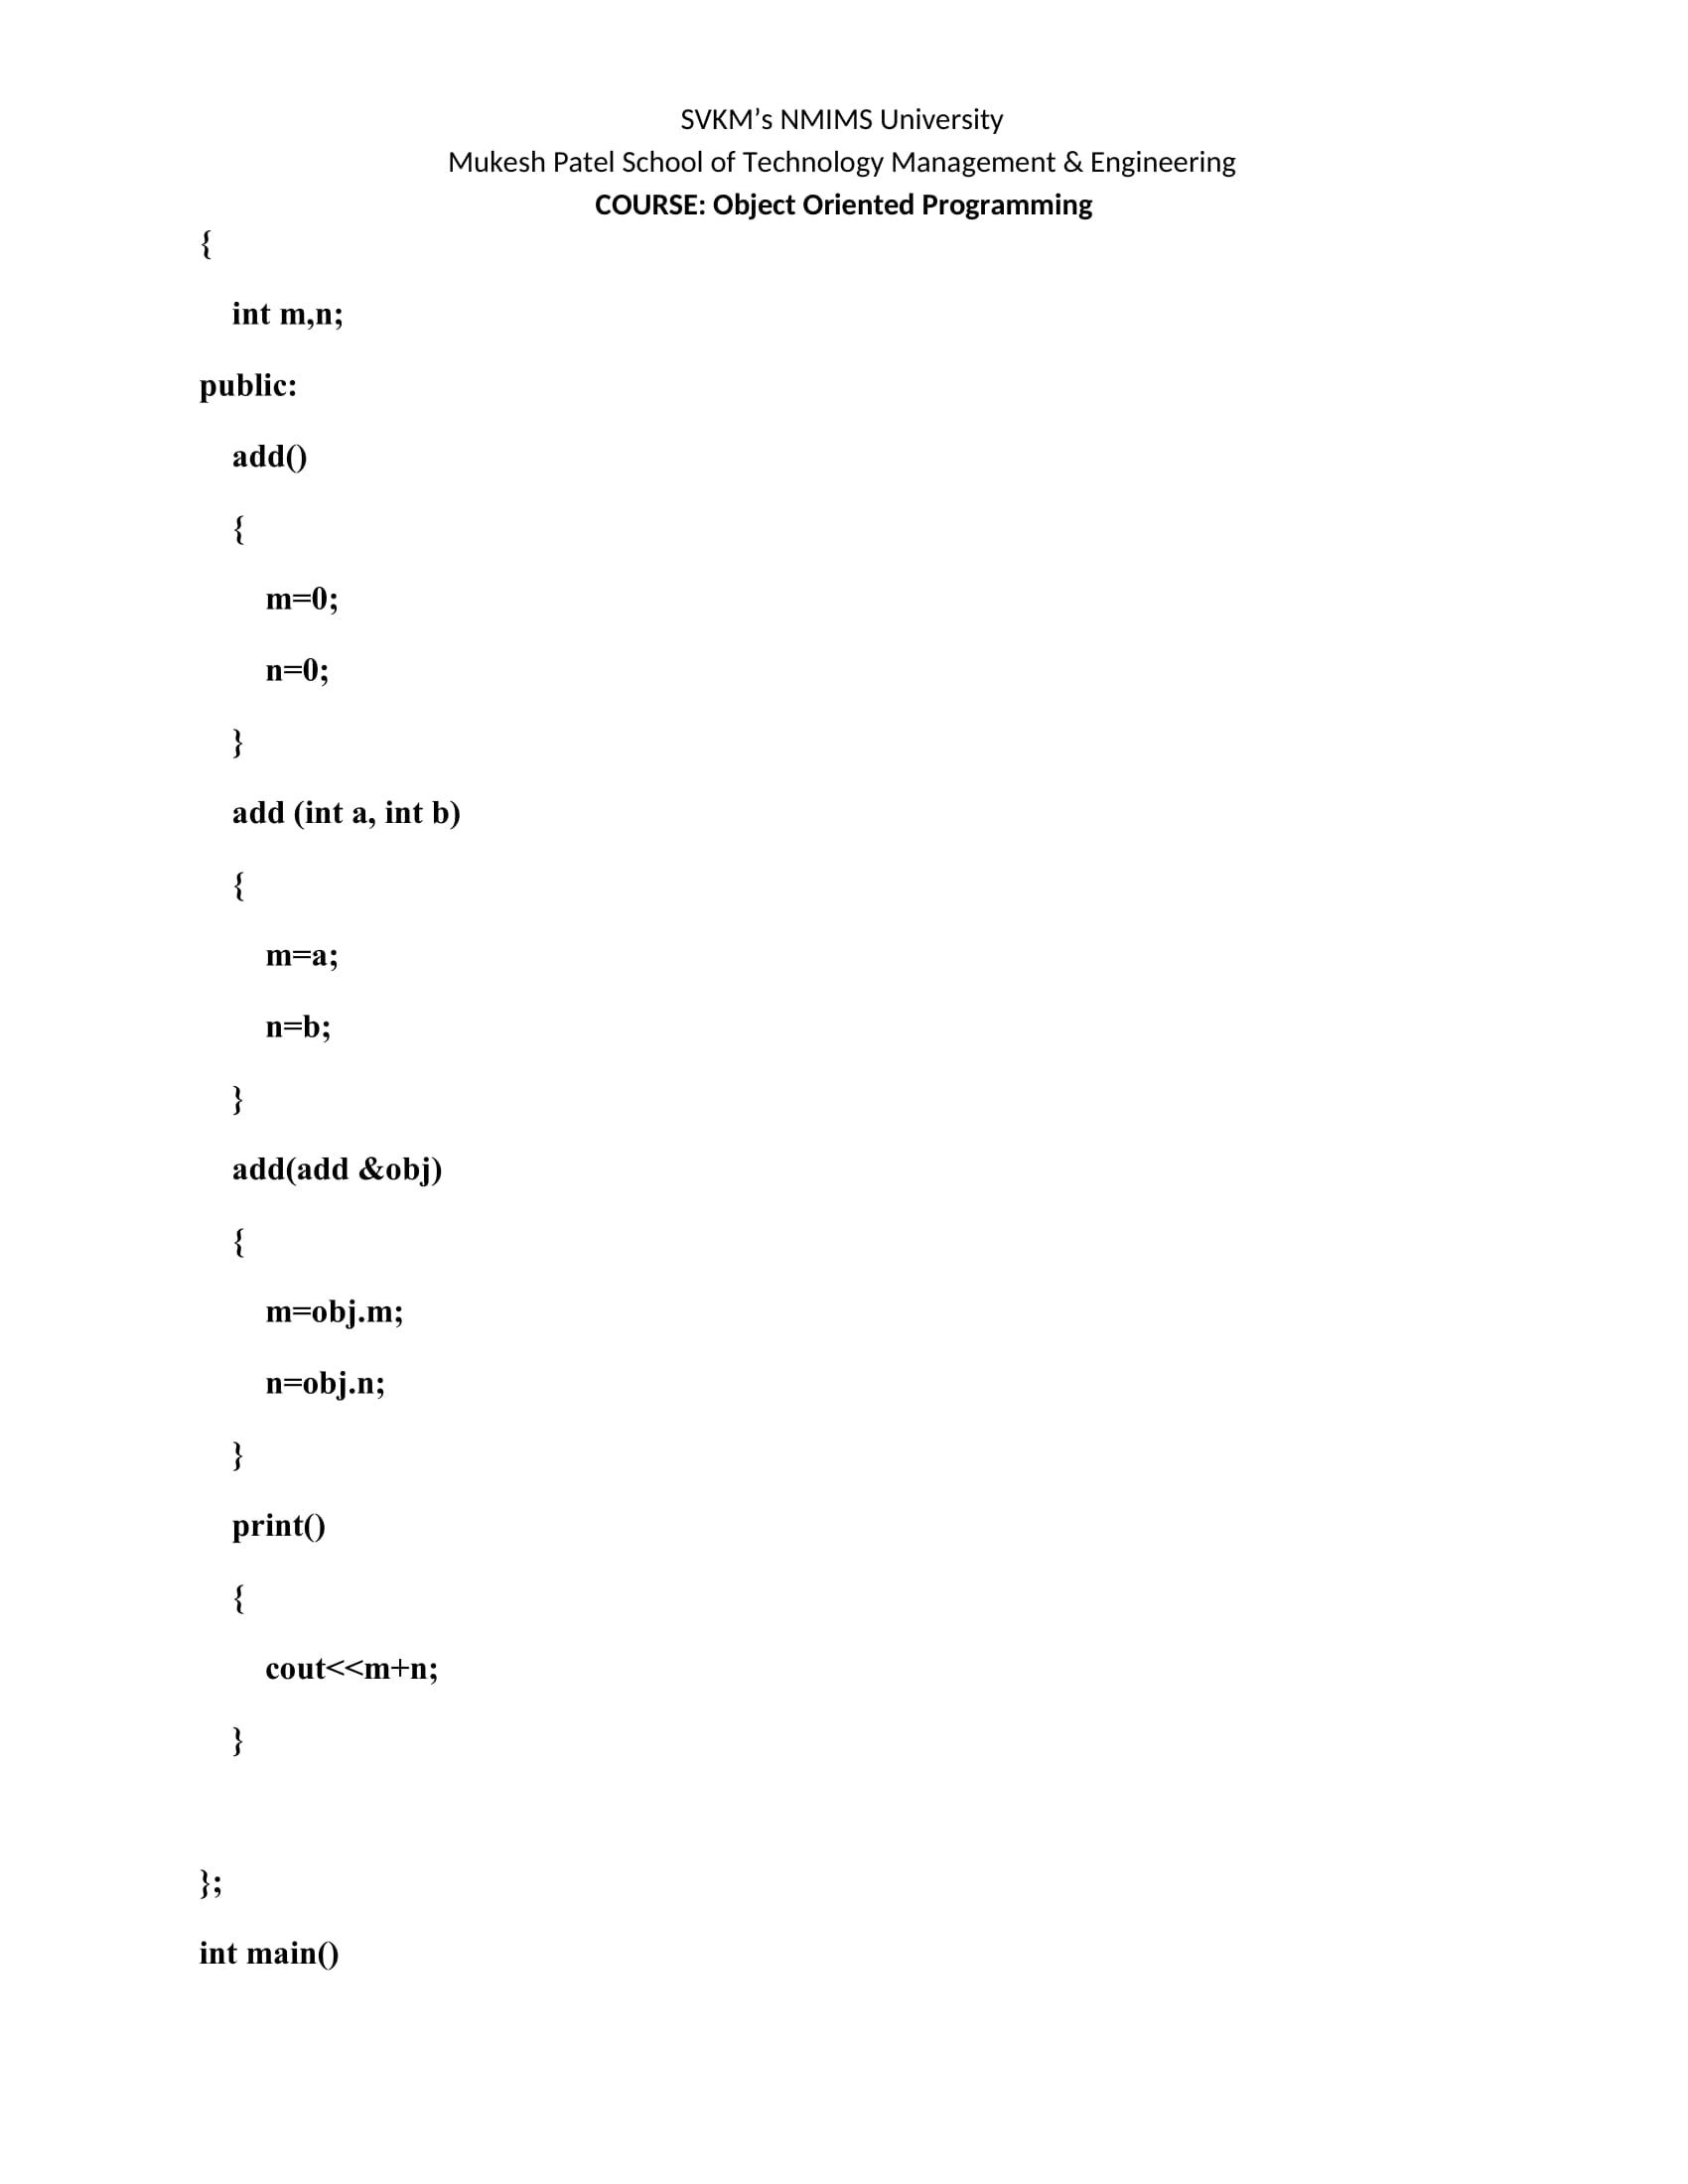 SVKM’s NMIMS University
Mukesh Patel School of Technology Management & Engineering
COURSE: Object Oriented Programming
{
int m,n;
public:
add()
{
m=0;
n=0;
}
add (int a, int b)
{
m=a;
n=b;
}
add(add &obj)
{
m=obj.m;
n=obj.n;
}
print()
{
cout<<m+n;
}
};
int main()